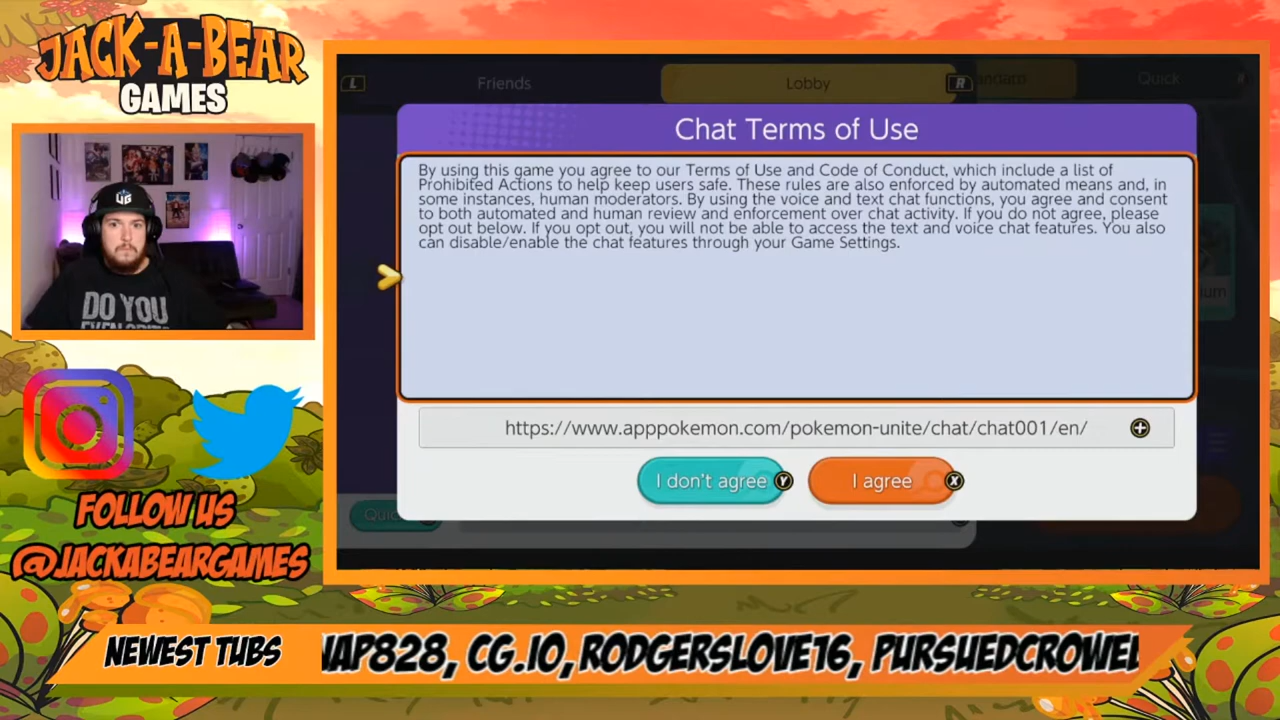 JACK-A-BEAR
GAMES
L
Friends
Lobby
R
Quick
Chat Terms of Use
By using this game you agree to our Terms of Use and Code of Conduct, which include a list of
Prohibited Actions to help keep users safe. These rules are also enforced by automated means and, in
some instances, human moderators. By using the voice and text chat functions, you agree and consent
to both automated and human review and enforcement over chat activity. If you do not agree, please
opt out below. If you opt out, you will not be able to access the text and voice chat features. You also
can disable/enable the chat features through your Game Settings.
https://www.apppokemon.com/pokemon-unite/chat/chat001/en/
I don't agree Y
I agree X
UG
DO YOU
FOLLOW US
@JACKABEARGAMES
NEWEST TUBS
NAP828, CG.IO, RODGERSLOVE16, PURSUEDCROWEL